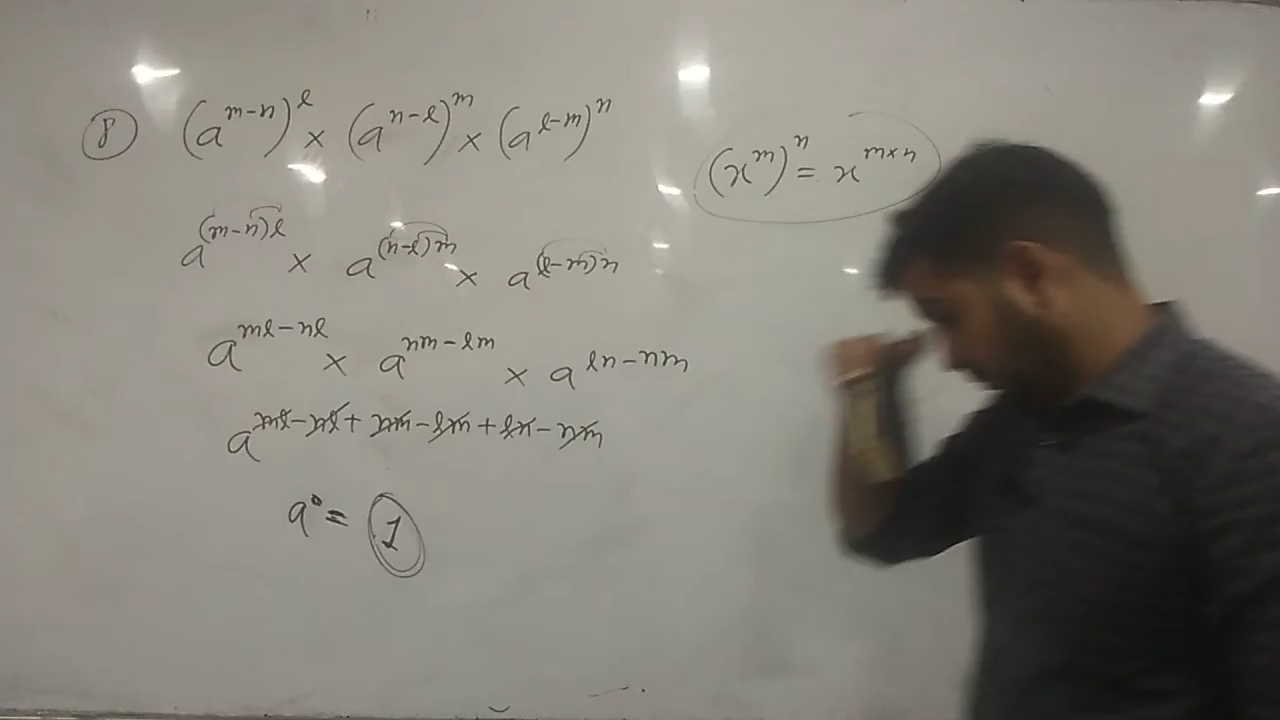 ⑧ (a^{m-n})^l × (a^{n-l})^m × (a^{l-m})^n
(x^m)^n = x^{m×n}
a^{(m-n)l} × a^{(n-l)m} × a^{(l-m)n}
a^{ml-nl} × a^{nm-lm} × a^{ln-nm}
a^{ml-nl+nm-lm+ln-nm}
a^0 = 1